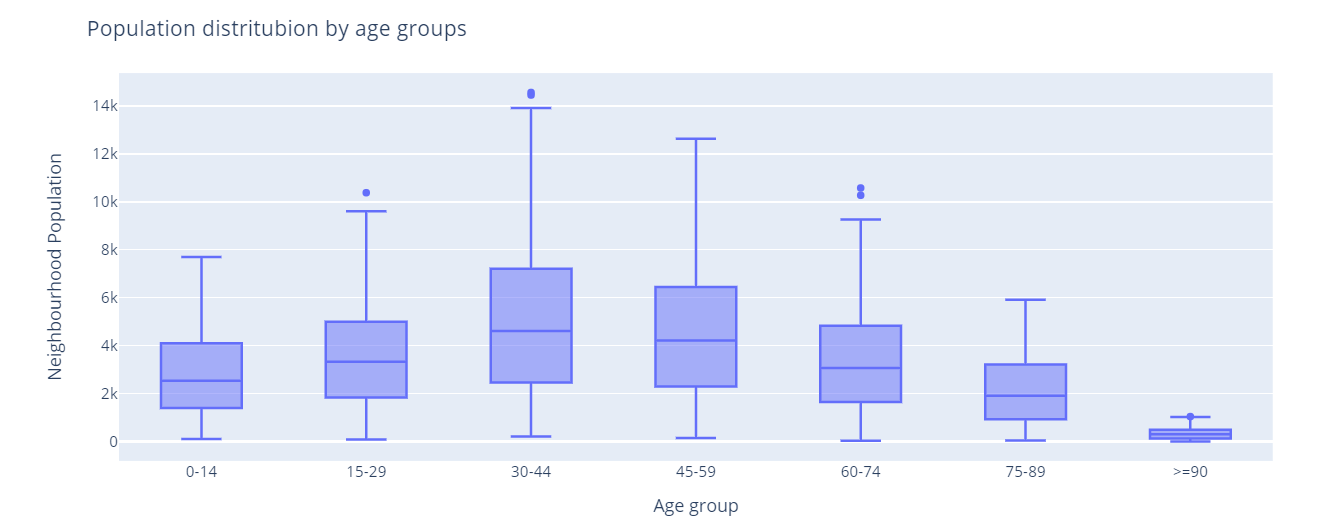 Population distritubion by age groups
Neighbourhood Population
14k
12k
10k
8k
6k
4k
2k
0
0-14 15-29 30-44 45-59 60-74 75-89 >=90
Age group